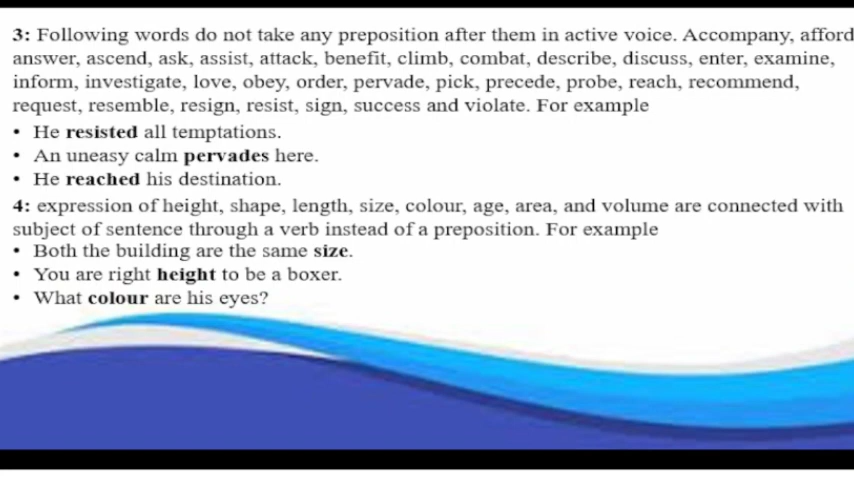 3: Following words do not take any preposition after them in active voice. Accompany, afford
answer, ascend, ask, assist, attack, benefit, climb, combat, describe, discuss, enter, examine,
inform, investigate, love, obey, order, pervade, pick, precede, probe, reach, recommend,
request, resemble, resign, resist, sign, success and violate. For example
• He resisted all temptations.
• An uneasy calm pervades here.
• He reached his destination.
4: expression of height, shape, length, size, colour, age, area, and volume are connected with
subject of sentence through a verb instead of a preposition. For example
• Both the building are the same size.
• You are right height to be a boxer.
• What colour are his eyes?